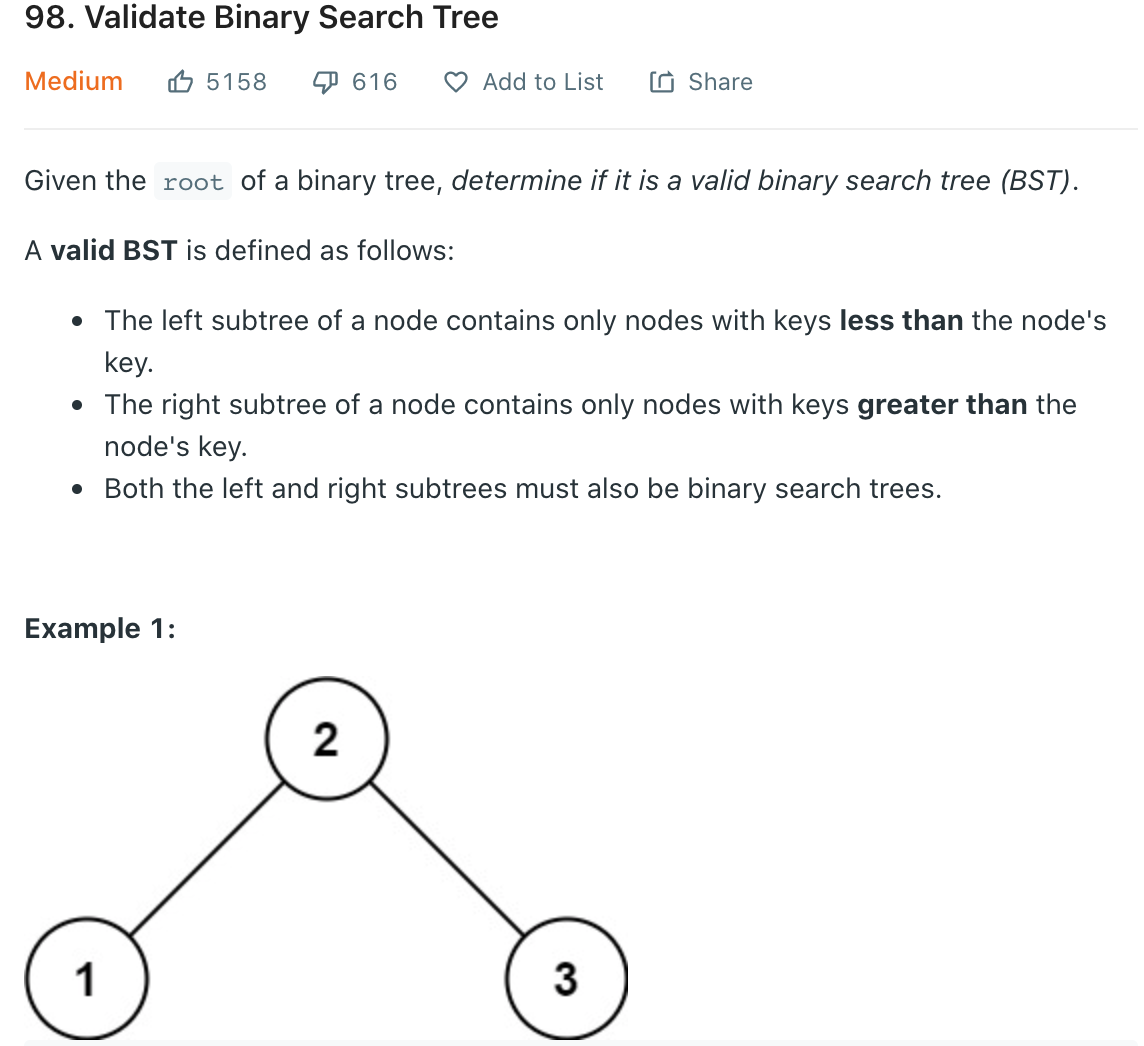 98. Validate Binary Search Tree
Medium 5158 616 Add to List Share
Given the root of a binary tree, determine if it is a valid binary search tree (BST).
A valid BST is defined as follows:
• The left subtree of a node contains only nodes with keys less than the node's
key.
• The right subtree of a node contains only nodes with keys greater than the
node's key.
• Both the left and right subtrees must also be binary search trees.
Example 1:
2
1 3